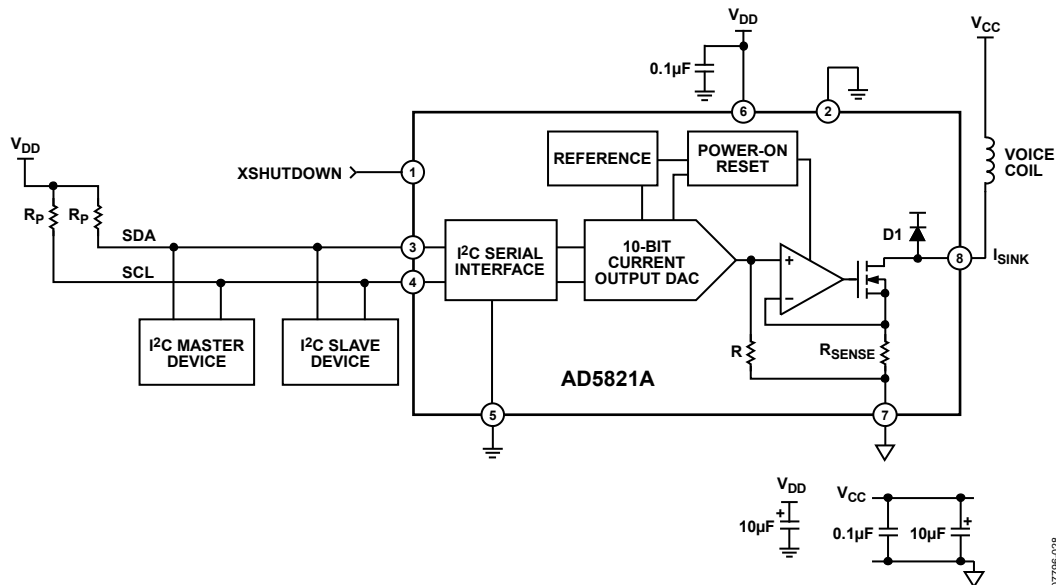 VDD
VCC
0.1µF
6
2
VDD
XSHUTDOWN
1
REFERENCE
POWER-ON
RESET
VOICE
COIL
RP
RP
SDA
3
I2C SERIAL
INTERFACE
10-BIT
CURRENT
OUTPUT DAC
+
–
D1
8
ISINK
SCL
4
I2C MASTER
DEVICE
I2C SLAVE
DEVICE
R
RSENSE
AD5821A
5
7
VDD
+
10µF
VCC
0.1µF
10µF
+
07796-028